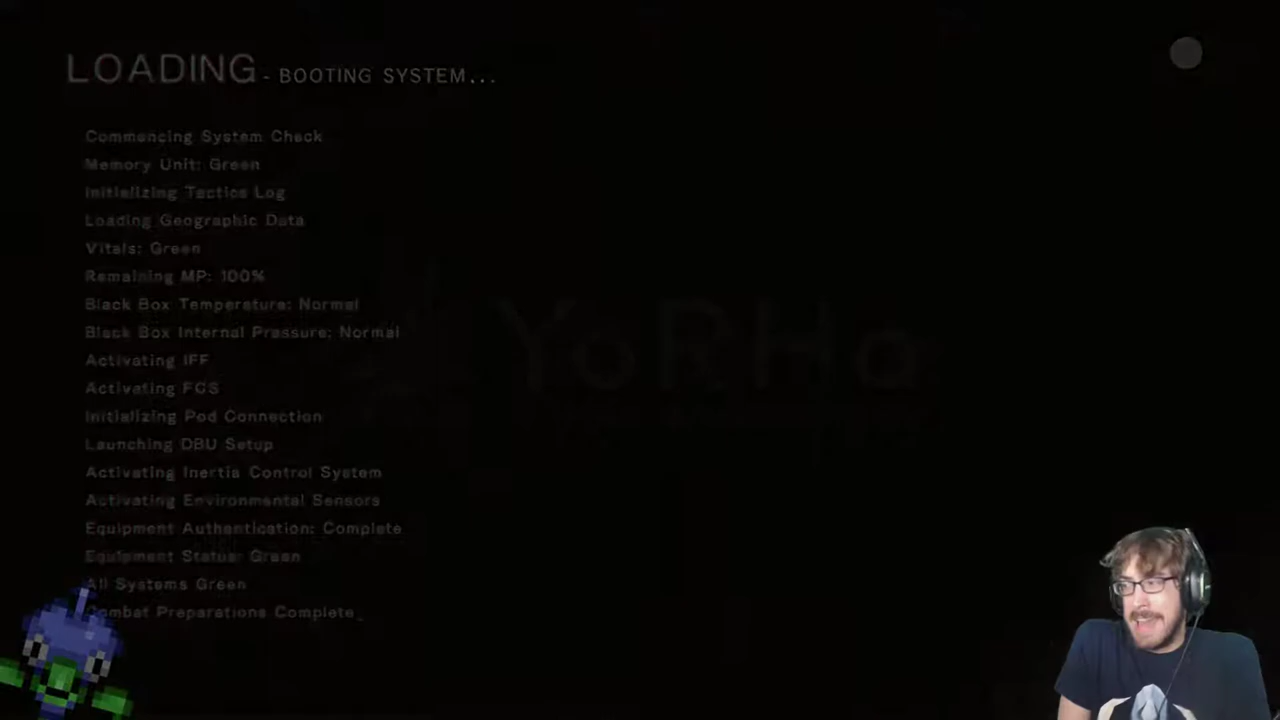 LOADING - BOOTING SYSTEM...
Commencing System Check
Memory Unit: Green
Initializing Tactics Log
Loading Geographic Data
Vitals: Green
Remaining MP: 100%
Black Box Temperature: Normal
Black Box Internal Pressure: Normal
Activating IFF
Activating FCS
Initializing Pod Connection
Launching DBU Setup
Activating Inertia Control System
Activating Environmental Sensors
Equipment Authentication: Complete
Equipment Status: Green
All Systems Green
Combat Preparations Complete_
YoRHa